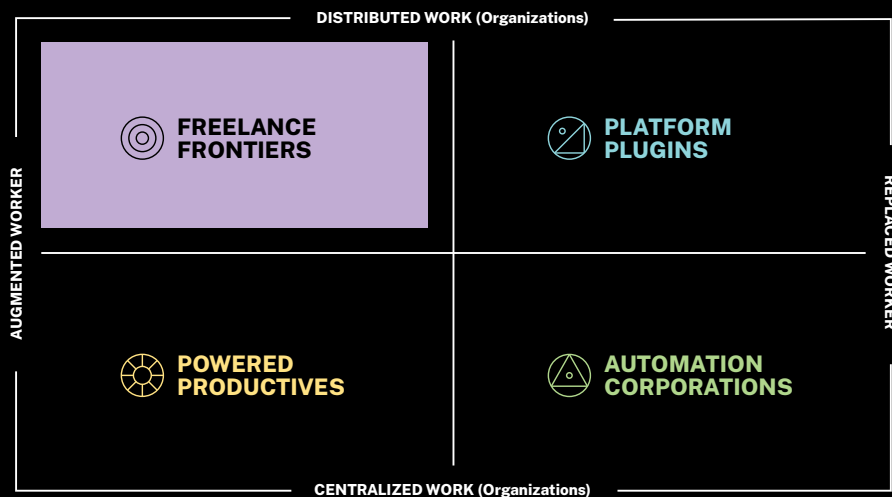 DISTRIBUTED WORK (Organizations)
FREELANCE
FRONTIERS
PLATFORM
PLUGINS
AUGMENTED WORKER
REPLACED WORKER
POWERED
PRODUCTIVES
AUTOMATION
CORPORATIONS
CENTRALIZED WORK (Organizations)